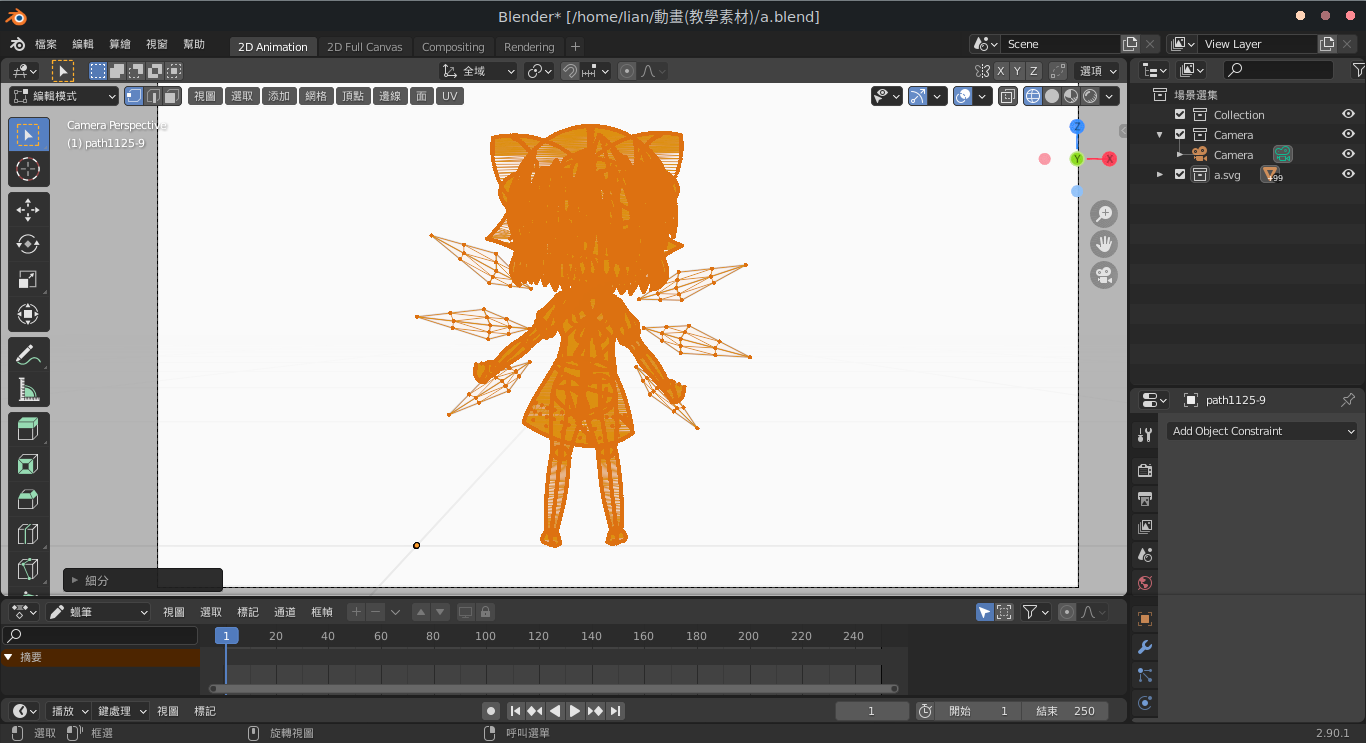 Blender* [/home/lian/動畫(教學素材)/a.blend]
檔案 編輯 算繪 視窗 幫助 2D Animation 2D Full Canvas Compositing Rendering + Scene View Layer
全域 X Y Z 選項
編輯模式 視圖 選取 添加 網格 頂點 邊線 面 UV
場景選集
Collection
Camera
Camera
a.svg 499
Camera Perspective
(1) path1125-9
Z
Y X
path1125-9
Add Object Constraint
細分
蠟筆 視圖 選取 標記 通道 框幀
1 20 40 60 80 100 120 140 160 180 200 220 240
摘要
播放 鍵處理 視圖 標記 1 開始 1 結束 250
選取 框選 旋轉視圖 呼叫選單 2.90.1